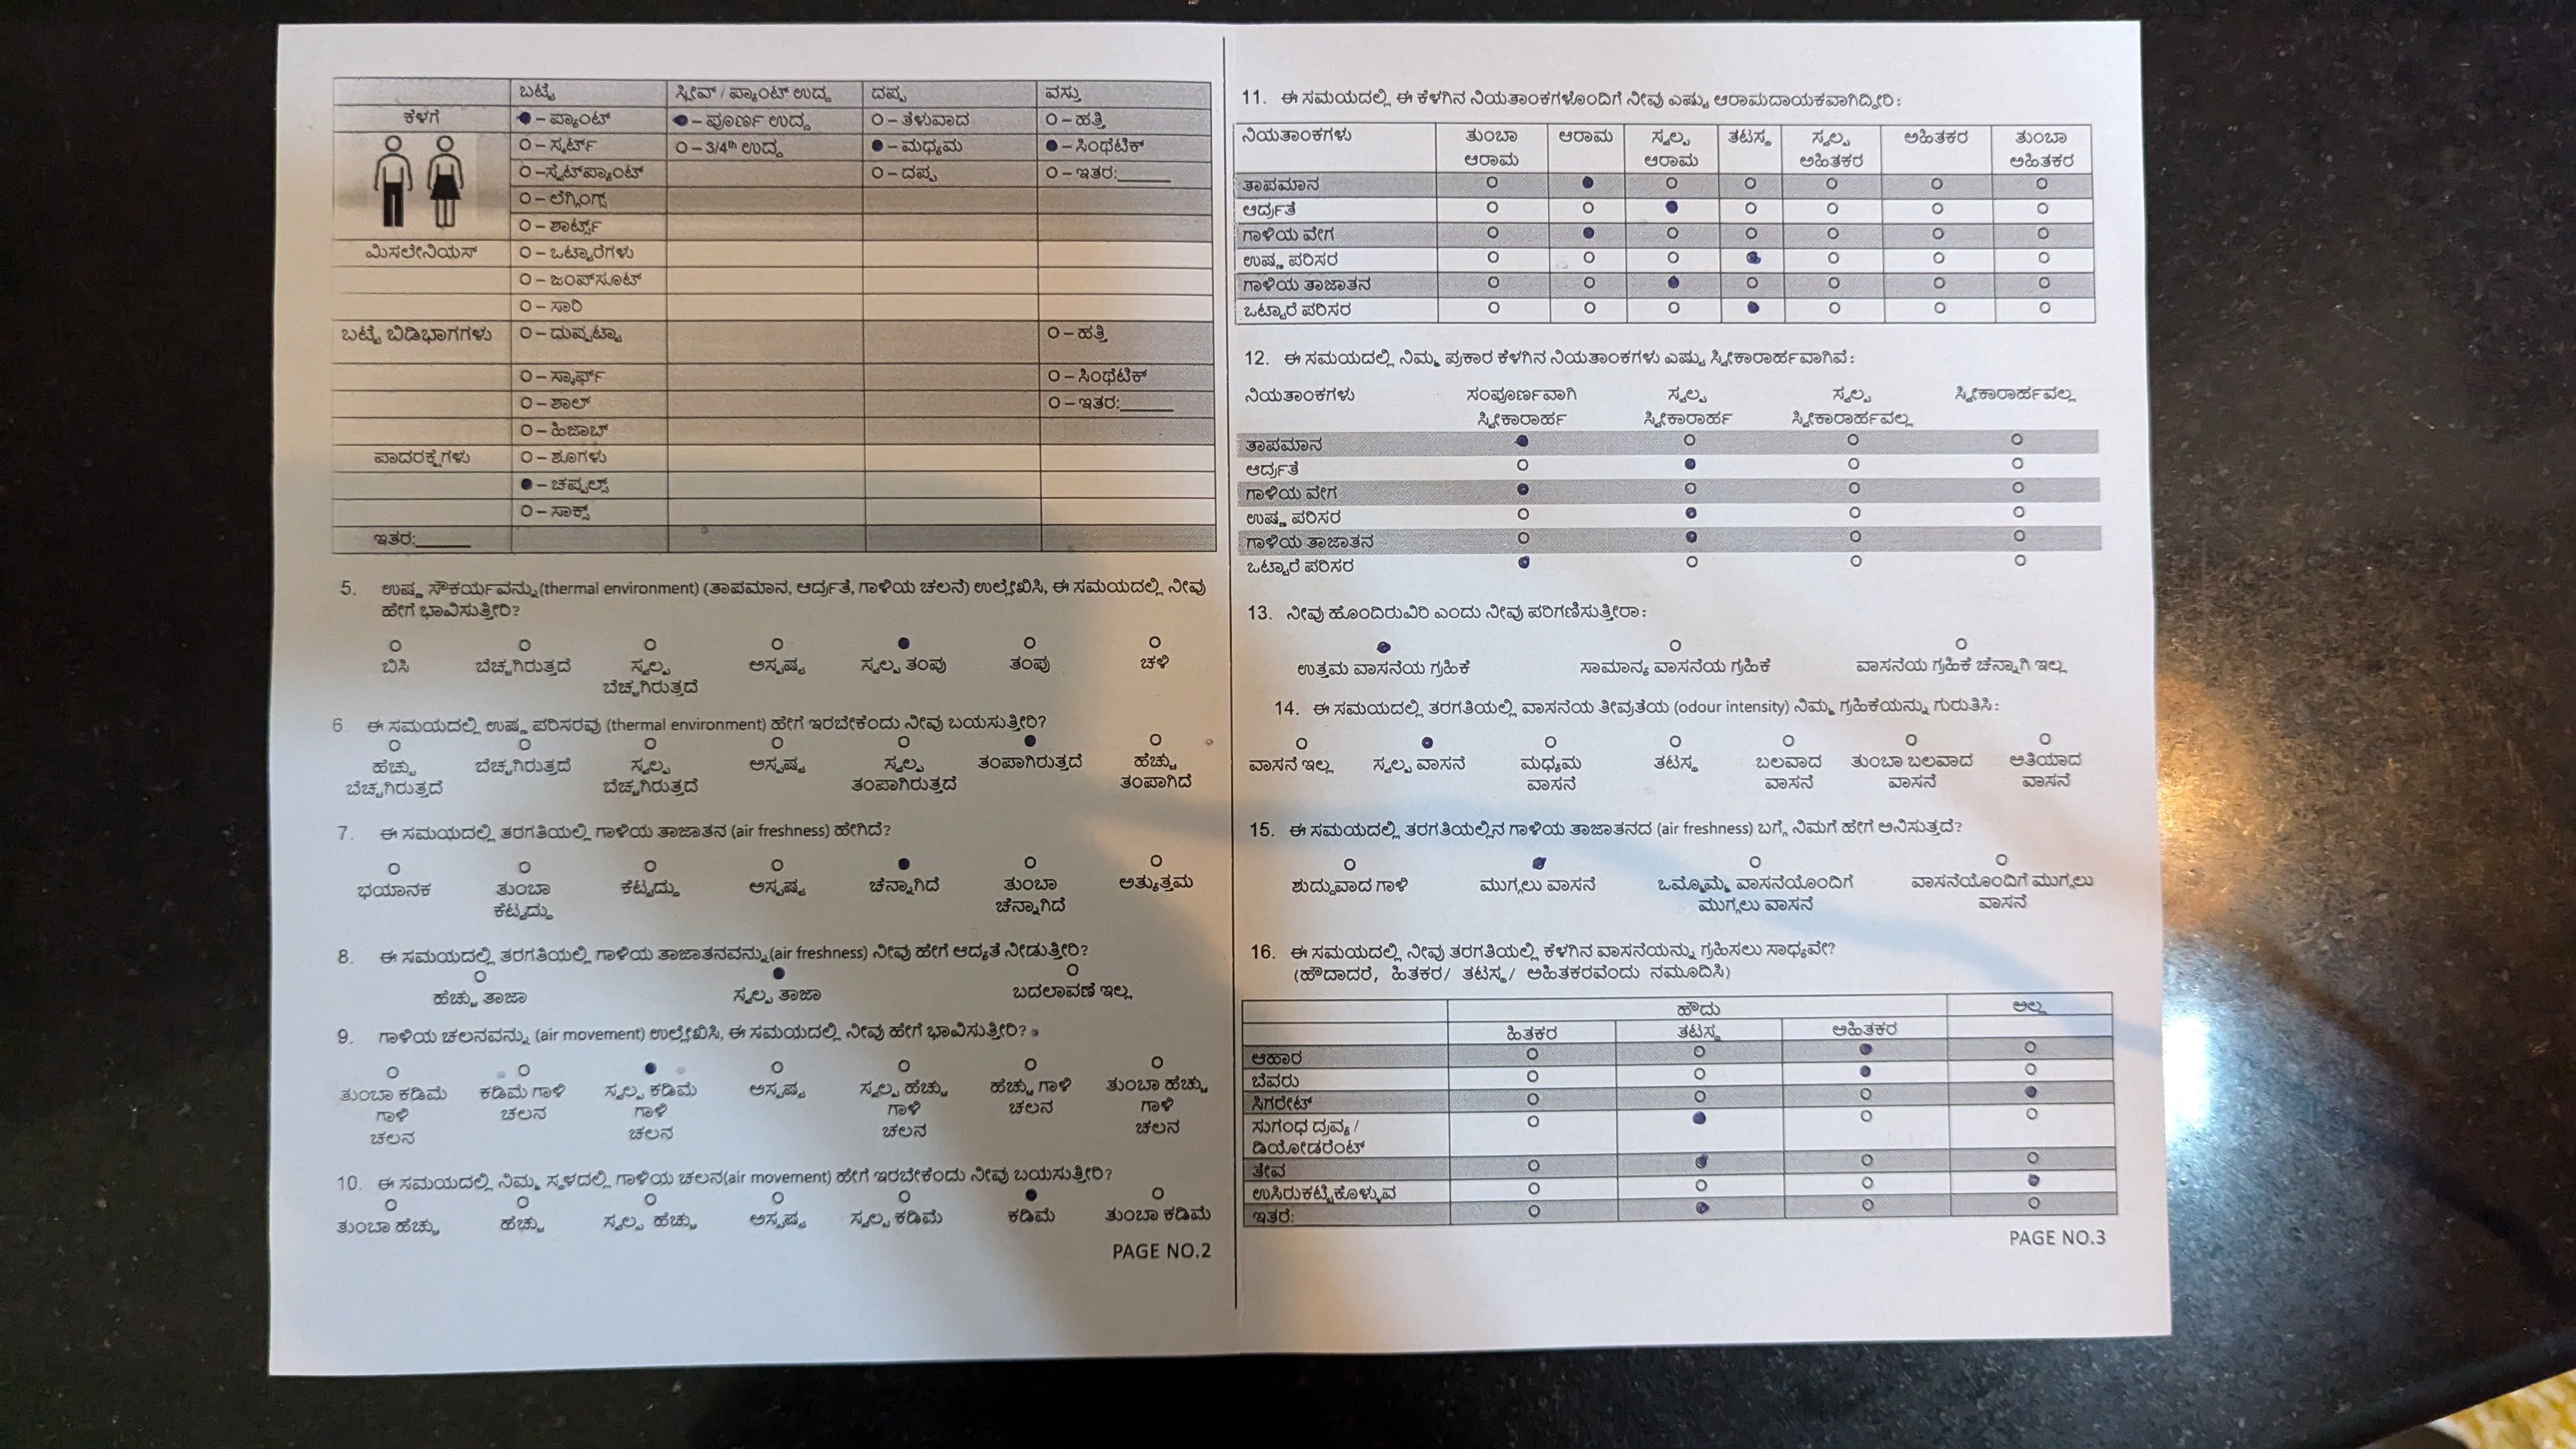 ಬಟ್ಟೆ ಸ್ಲೀವ್ / ಪ್ಯಾಂಟ್ ಉದ್ದ ದಪ್ಪ ವಸ್ತು
ಕೆಳಗೆ ●– ಪ್ಯಾಂಟ್ ●– ಪೂರ್ಣ ಉದ್ದ O – ತೆಳುವಾದ O – ಹತ್ತಿ
O – ಸ್ಕರ್ಟ್ O – 3/4th ಉದ್ದ ●– ಮಧ್ಯಮ ●– ಸಿಂಥೆಟಿಕ್
O –ಸ್ವೆಟ್‌ಪ್ಯಾಂಟ್ O – ದಪ್ಪ O – ಇತರ:______
O – ಲೆಗ್ಗಿಂಗ್ಸ್
O – ಶಾರ್ಟ್ಸ್
ಮಿಸಲೇನಿಯಸ್ O – ಒಟ್ಟಾರೆಗಳು
O – ಜಂಪ್‌ಸೂಟ್
O – ಸಾರಿ
ಬಟ್ಟೆ ಬಿಡಿಭಾಗಗಳು O – ದುಪ್ಪಟ್ಟಾ O – ಹತ್ತಿ
O – ಸ್ಕಾರ್ಫ್ O – ಸಿಂಥೆಟಿಕ್
O – ಶಾಲ್ O – ಇತರ:______
O – ಹಿಜಾಬ್
ಪಾದರಕ್ಷೆಗಳು O – ಶೂಗಳು
●– ಚಪ್ಪಲ್ಸ್
O – ಸಾಕ್ಸ್
ಇತರ:______
5. ಉಷ್ಣ ಸೌಕರ್ಯವನ್ನು(thermal environment) (ತಾಪಮಾನ, ಆರ್ದ್ರತೆ, ಗಾಳಿಯ ಚಲನೆ) ಉಲ್ಲೇಖಿಸಿ, ಈ ಸಮಯದಲ್ಲಿ ನೀವು
ಹೇಗೆ ಭಾವಿಸುತ್ತೀರಿ?
ಬಿಸಿ ಬೆಚ್ಚಗಿರುತ್ತದೆ ಸ್ವಲ್ಪ ಅಸ್ಪಷ್ಟ ಸ್ವಲ್ಪ ತಂಪು ತಂಪು ಚಳಿ
ಬೆಚ್ಚಗಿರುತ್ತದೆ
6. ಈ ಸಮಯದಲ್ಲಿ ಉಷ್ಣ ಪರಿಸರವು (thermal environment) ಹೇಗೆ ಇರಬೇಕೆಂದು ನೀವು ಬಯಸುತ್ತೀರಿ?
ಹೆಚ್ಚು ಬೆಚ್ಚಗಿರುತ್ತದೆ ಸ್ವಲ್ಪ ಅಸ್ಪಷ್ಟ ಸ್ವಲ್ಪ ತಂಪಾಗಿರುತ್ತದೆ ಹೆಚ್ಚು
ಬೆಚ್ಚಗಿರುತ್ತದೆ ಬೆಚ್ಚಗಿರುತ್ತದೆ ತಂಪಾಗಿರುತ್ತದೆ ತಂಪಾಗಿದೆ
7. ಈ ಸಮಯದಲ್ಲಿ ತರಗತಿಯಲ್ಲಿ ಗಾಳಿಯ ತಾಜಾತನ (air freshness) ಹೇಗಿದೆ?
ಭಯಾನಕ ತುಂಬಾ ಕೆಟ್ಟದ್ದು ಅಸ್ಪಷ್ಟ ಚೆನ್ನಾಗಿದೆ ತುಂಬಾ ಅತ್ಯುತ್ತಮ
ಕೆಟ್ಟದ್ದು ಚೆನ್ನಾಗಿದೆ
8. ಈ ಸಮಯದಲ್ಲಿ ತರಗತಿಯಲ್ಲಿ ಗಾಳಿಯ ತಾಜಾತನವನ್ನು(air freshness) ನೀವು ಹೇಗೆ ಆದ್ಯತೆ ನೀಡುತ್ತೀರಿ?
ಹೆಚ್ಚು ತಾಜಾ ಸ್ವಲ್ಪ ತಾಜಾ ಬದಲಾವಣೆ ಇಲ್ಲ
9. ಗಾಳಿಯ ಚಲನವನ್ನು (air movement) ಉಲ್ಲೇಖಿಸಿ, ಈ ಸಮಯದಲ್ಲಿ ನೀವು ಹೇಗೆ ಭಾವಿಸುತ್ತೀರಿ?
ತುಂಬಾ ಕಡಿಮೆ ಕಡಿಮೆ ಗಾಳಿ ಸ್ವಲ್ಪ ಕಡಿಮೆ ಅಸ್ಪಷ್ಟ ಸ್ವಲ್ಪ ಹೆಚ್ಚು ಹೆಚ್ಚು ಗಾಳಿ ತುಂಬಾ ಹೆಚ್ಚು
ಗಾಳಿ ಚಲನ ಗಾಳಿ ಗಾಳಿ ಚಲನ ಗಾಳಿ
ಚಲನ ಚಲನ ಚಲನ ಚಲನ
10. ಈ ಸಮಯದಲ್ಲಿ ನಿಮ್ಮ ಸ್ಥಳದಲ್ಲಿ ಗಾಳಿಯ ಚಲನ(air movement) ಹೇಗೆ ಇರಬೇಕೆಂದು ನೀವು ಬಯಸುತ್ತೀರಿ?
ತುಂಬಾ ಹೆಚ್ಚು ಹೆಚ್ಚು ಸ್ವಲ್ಪ ಹೆಚ್ಚು ಅಸ್ಪಷ್ಟ ಸ್ವಲ್ಪ ಕಡಿಮೆ ಕಡಿಮೆ ತುಂಬಾ ಕಡಿಮೆ
PAGE NO.2
11. ಈ ಸಮಯದಲ್ಲಿ ಈ ಕೆಳಗಿನ ನಿಯತಾಂಕಗಳೊಂದಿಗೆ ನೀವು ಎಷ್ಟು ಆರಾಮದಾಯಕವಾಗಿದ್ದೀರಿ:
ನಿಯತಾಂಕಗಳು ತುಂಬಾ ಆರಾಮ ಸ್ವಲ್ಪ ತಟಸ್ಥ ಸ್ವಲ್ಪ ಅಹಿತಕರ ತುಂಬಾ
ಆರಾಮ ಆರಾಮ ಅಹಿತಕರ ಅಹಿತಕರ
ತಾಪಮಾನ
ಆರ್ದ್ರತೆ
ಗಾಳಿಯ ವೇಗ
ಉಷ್ಣ ಪರಿಸರ
ಗಾಳಿಯ ತಾಜಾತನ
ಒಟ್ಟಾರೆ ಪರಿಸರ
12. ಈ ಸಮಯದಲ್ಲಿ ನಿಮ್ಮ ಪ್ರಕಾರ ಕೆಳಗಿನ ನಿಯತಾಂಕಗಳು ಎಷ್ಟು ಸ್ವೀಕಾರಾರ್ಹವಾಗಿವೆ:
ನಿಯತಾಂಕಗಳು ಸಂಪೂರ್ಣವಾಗಿ ಸ್ವಲ್ಪ ಸ್ವಲ್ಪ ಸ್ವೀಕಾರಾರ್ಹವಲ್ಲ
ಸ್ವೀಕಾರಾರ್ಹ ಸ್ವೀಕಾರಾರ್ಹ ಸ್ವೀಕಾರಾರ್ಹವಲ್ಲ
ತಾಪಮಾನ
ಆರ್ದ್ರತೆ
ಗಾಳಿಯ ವೇಗ
ಉಷ್ಣ ಪರಿಸರ
ಗಾಳಿಯ ತಾಜಾತನ
ಒಟ್ಟಾರೆ ಪರಿಸರ
13. ನೀವು ಹೊಂದಿರುವಿರಿ ಎಂದು ನೀವು ಪರಿಗಣಿಸುತ್ತೀರಾ:
ಉತ್ತಮ ವಾಸನೆಯ ಗ್ರಹಿಕೆ ಸಾಮಾನ್ಯ ವಾಸನೆಯ ಗ್ರಹಿಕೆ ವಾಸನೆಯ ಗ್ರಹಿಕೆ ಚೆನ್ನಾಗಿ ಇಲ್ಲ
14. ಈ ಸಮಯದಲ್ಲಿ ತರಗತಿಯಲ್ಲಿ ವಾಸನೆಯ ತೀವ್ರತೆಯ (odour intensity) ನಿಮ್ಮ ಗ್ರಹಿಕೆಯನ್ನು ಗುರುತಿಸಿ:
ವಾಸನೆ ಇಲ್ಲ ಸ್ವಲ್ಪ ವಾಸನೆ ಮಧ್ಯಮ ತಟಸ್ಥ ಬಲವಾದ ತುಂಬಾ ಬಲವಾದ ಅತಿಯಾದ
ವಾಸನೆ ವಾಸನೆ ವಾಸನೆ ವಾಸನೆ
15. ಈ ಸಮಯದಲ್ಲಿ ತರಗತಿಯಲ್ಲಿನ ಗಾಳಿಯ ತಾಜಾತನದ (air freshness) ಬಗ್ಗೆ ನಿಮಗೆ ಹೇಗೆ ಅನಿಸುತ್ತದೆ?
ಶುದ್ಧವಾದ ಗಾಳಿ ಮುಗ್ಗಲು ವಾಸನೆ ಒಮ್ಮೊಮ್ಮೆ ವಾಸನೆಯೊಂದಿಗೆ ವಾಸನೆಯೊಂದಿಗೆ ಮುಗ್ಗಲು
ಮುಗ್ಗಲು ವಾಸನೆ ವಾಸನೆ
16. ಈ ಸಮಯದಲ್ಲಿ ನೀವು ತರಗತಿಯಲ್ಲಿ ಕೆಳಗಿನ ವಾಸನೆಯನ್ನು ಗ್ರಹಿಸಲು ಸಾಧ್ಯವೇ?
(ಹೌದಾದರೆ, ಹಿತಕರ/ ತಟಸ್ಥ/ ಅಹಿತಕರವೆಂದು ನಮೂದಿಸಿ)
ಹೌದು ಅಲ್ಲ
ಹಿತಕರ ತಟಸ್ಥ ಅಹಿತಕರ
ಆಹಾರ
ಬೆವರು
ಸಿಗರೇಟ್
ಸುಗಂಧ ದ್ರವ್ಯ/
ಡಿಯೋಡರೆಂಟ್
ತೇವ
ಉಸಿರುಕಟ್ಟಿಕೊಳ್ಳುವ
ಇತರೆ:
PAGE NO.3